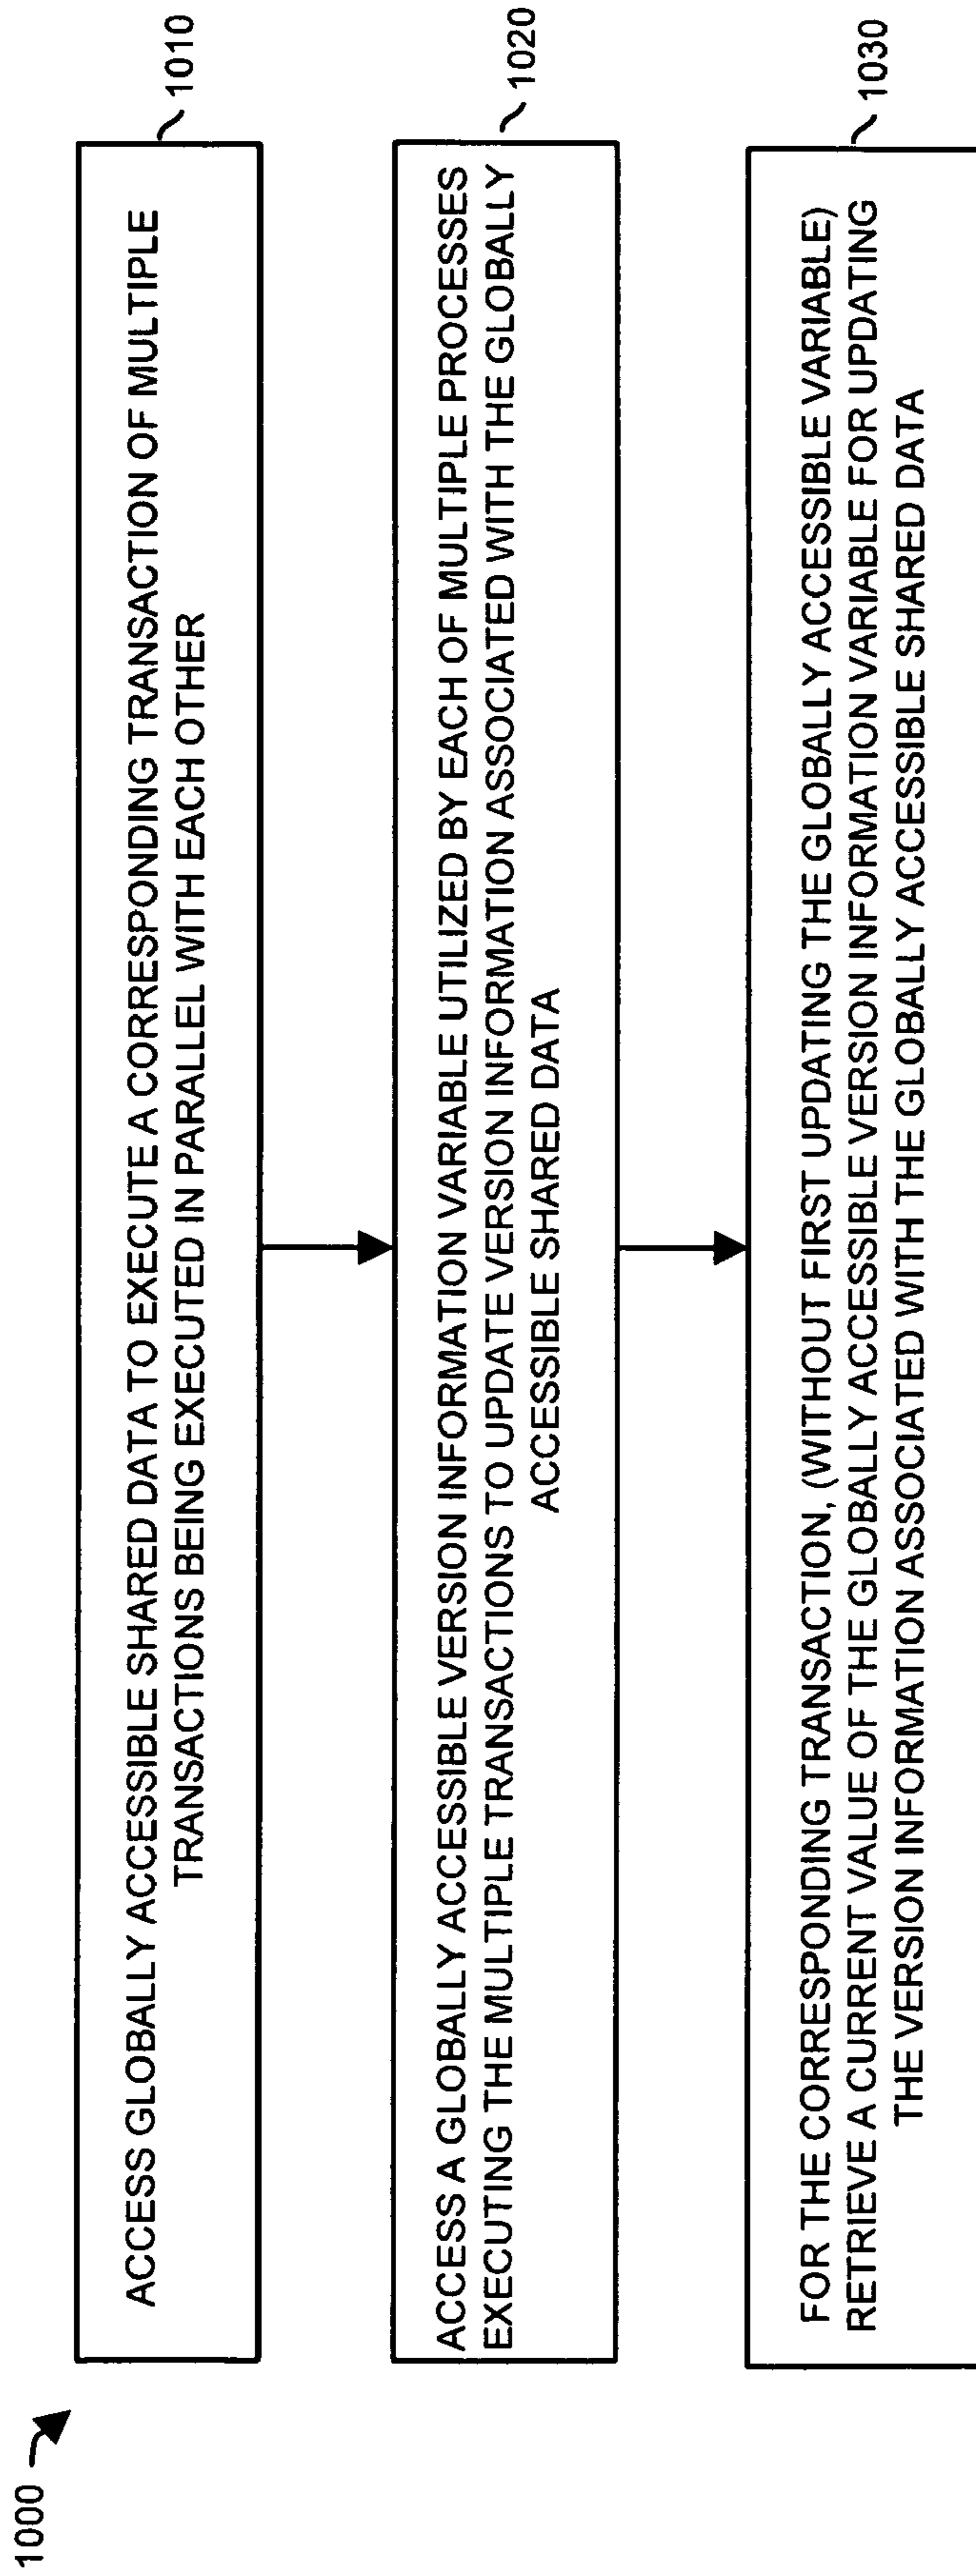 1000
ACCESS GLOBALLY ACCESSIBLE SHARED DATA TO EXECUTE A CORRESPONDING TRANSACTION OF MULTIPLE
TRANSACTIONS BEING EXECUTED IN PARALLEL WITH EACH OTHER
1010
ACCESS A GLOBALLY ACCESSIBLE VERSION INFORMATION VARIABLE UTILIZED BY EACH OF MULTIPLE PROCESSES
EXECUTING THE MULTIPLE TRANSACTIONS TO UPDATE VERSION INFORMATION ASSOCIATED WITH THE GLOBALLY
ACCESSIBLE SHARED DATA
1020
FOR THE CORRESPONDING TRANSACTION, (WITHOUT FIRST UPDATING THE GLOBALLY ACCESSIBLE VARIABLE)
RETRIEVE A CURRENT VALUE OF THE GLOBALLY ACCESSIBLE VERSION INFORMATION VARIABLE FOR UPDATING
THE VERSION INFORMATION ASSOCIATED WITH THE GLOBALLY ACCESSIBLE SHARED DATA
1030